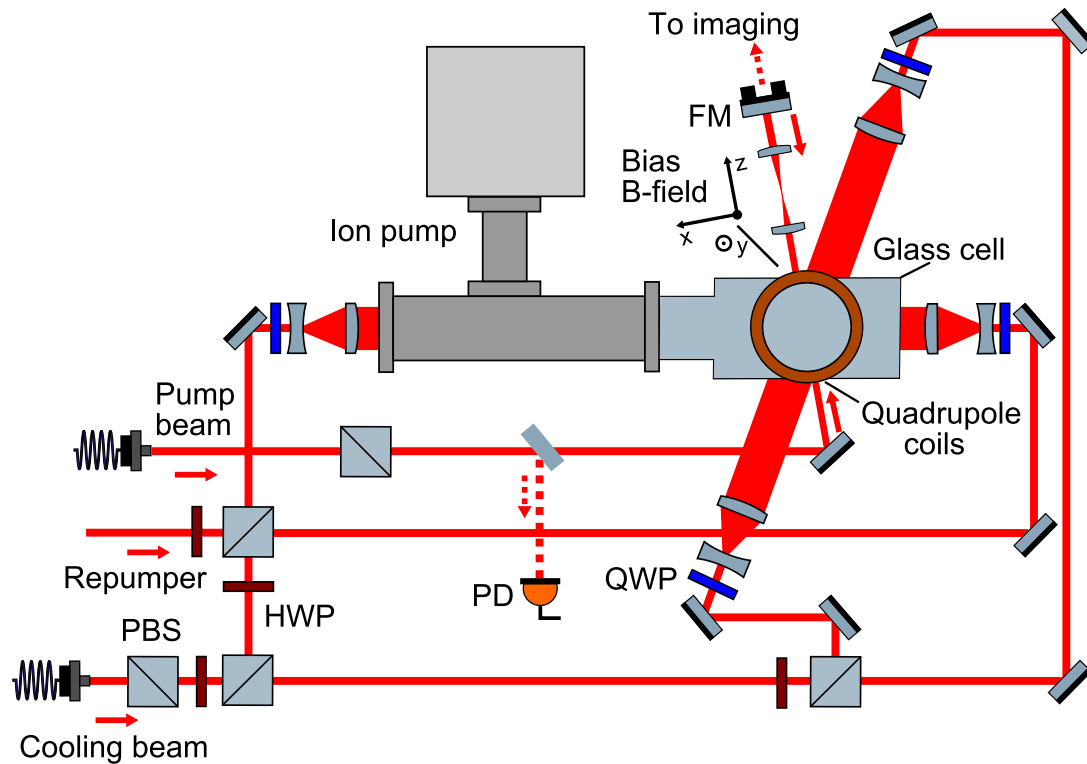 To imaging
FM
Bias
B-field
z
x
⊙y
Ion pump
Glass cell
Pump
beam
Quadrupole
coils
Repumper
HWP
PD
QWP
PBS
Cooling beam